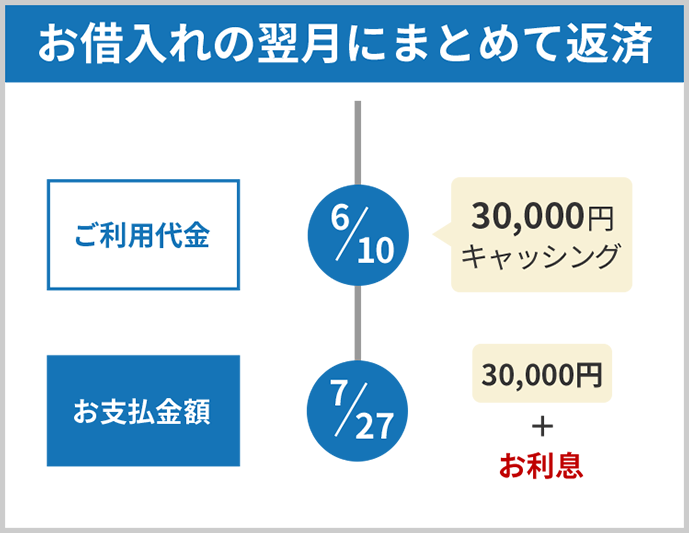 お借入れの翌月にまとめて返済
ご利用代金
6/10
30,000円
キャッシング
お支払金額
7/27
30,000円
+
お利息